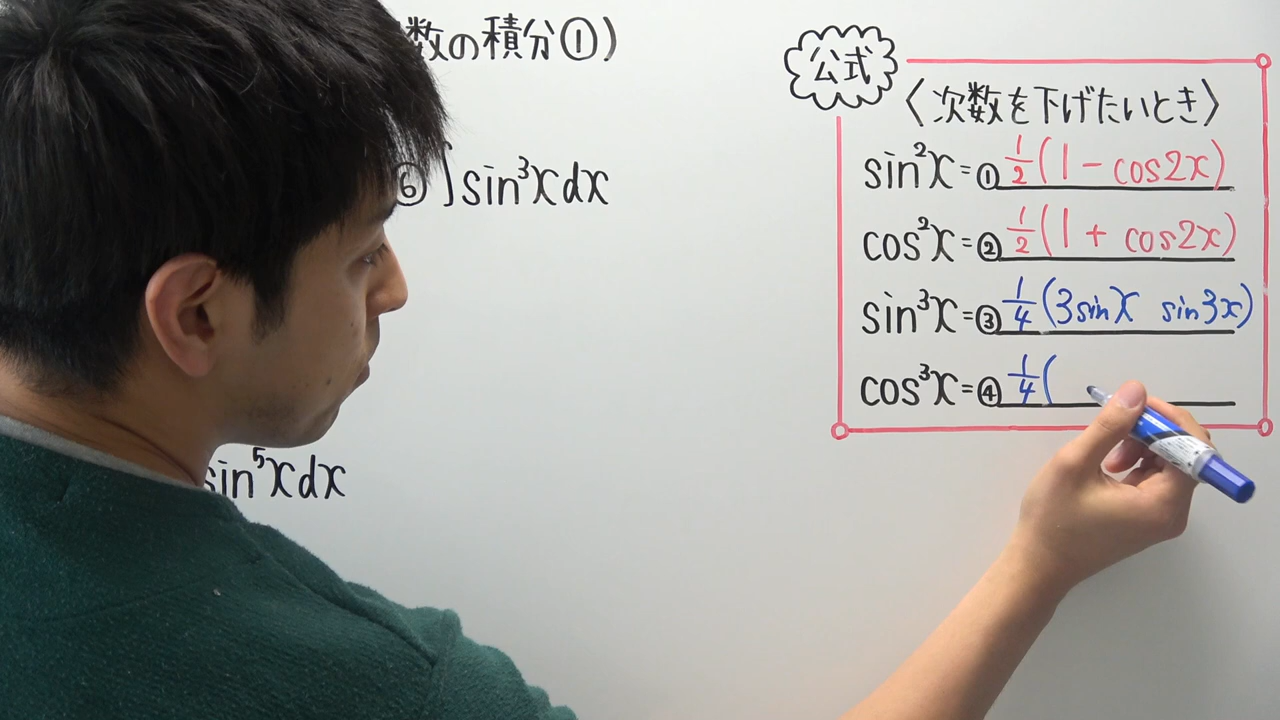 数の積分①)
⑥ ∫sin³xdx
sin⁵xdx
公式
〈次数を下げたいとき〉
sin²x=① 1/2(1-cos2x)
cos²x=② 1/2(1+cos2x)
sin³x=③ 1/4(3sinx sin3x)
cos³x=④ 1/4(